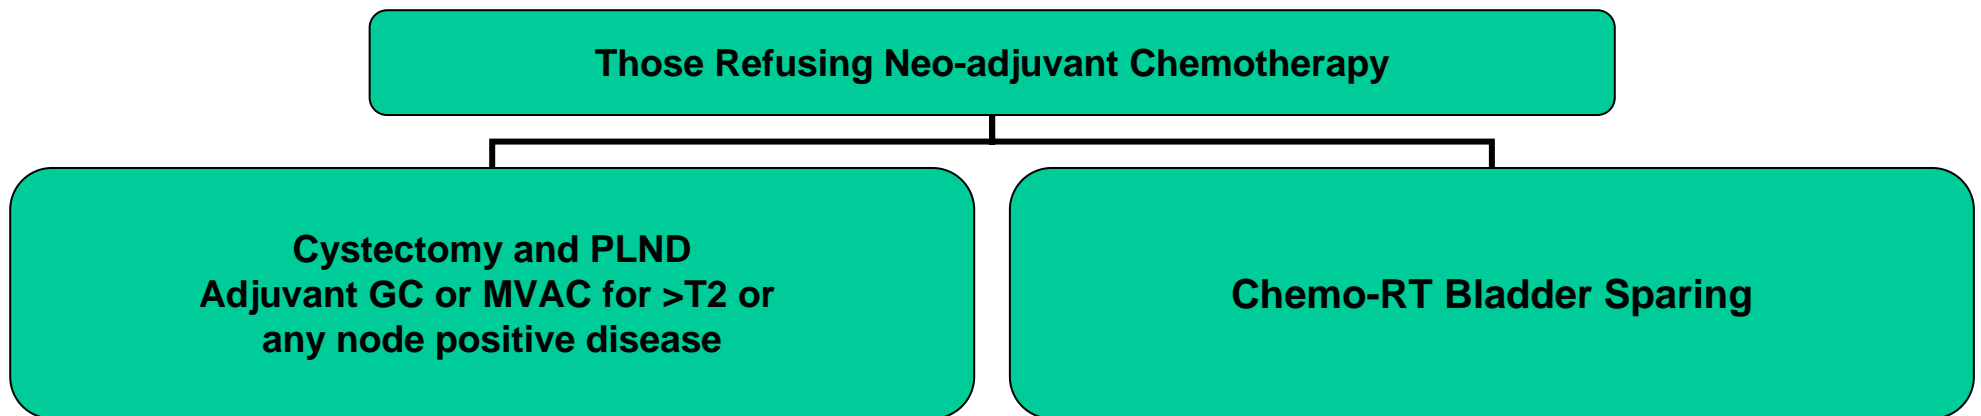 Those Refusing Neo-adjuvant Chemotherapy
Cystectomy and PLND
Adjuvant GC or MVAC for >T2 or
any node positive disease
Chemo-RT Bladder Sparing